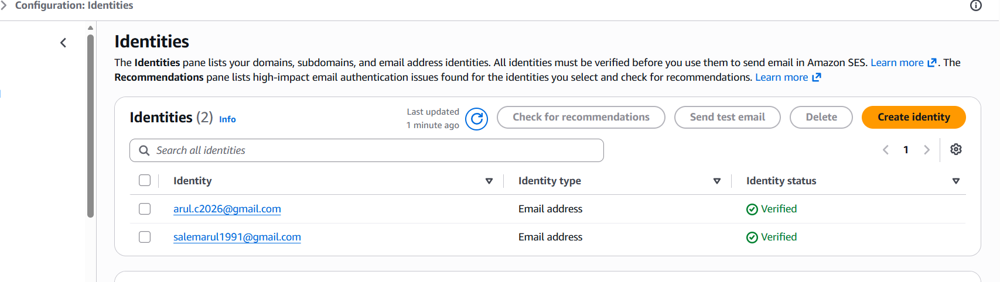 Configuration: Identities
Identities
The Identities pane lists your domains, subdomains, and email address identities. All identities must be verified before you use them to send email in Amazon SES. Learn more. The
Recommendations pane lists high-impact email authentication issues found for the identities you select and check for recommendations. Learn more
Identities (2) Info
Last updated
1 minute ago
Check for recommendations
Send test email
Delete
Create identity
Search all identities
1
Identity Identity type Identity status
arul.c2026@gmail.com Email address Verified
salemarul1991@gmail.com Email address Verified